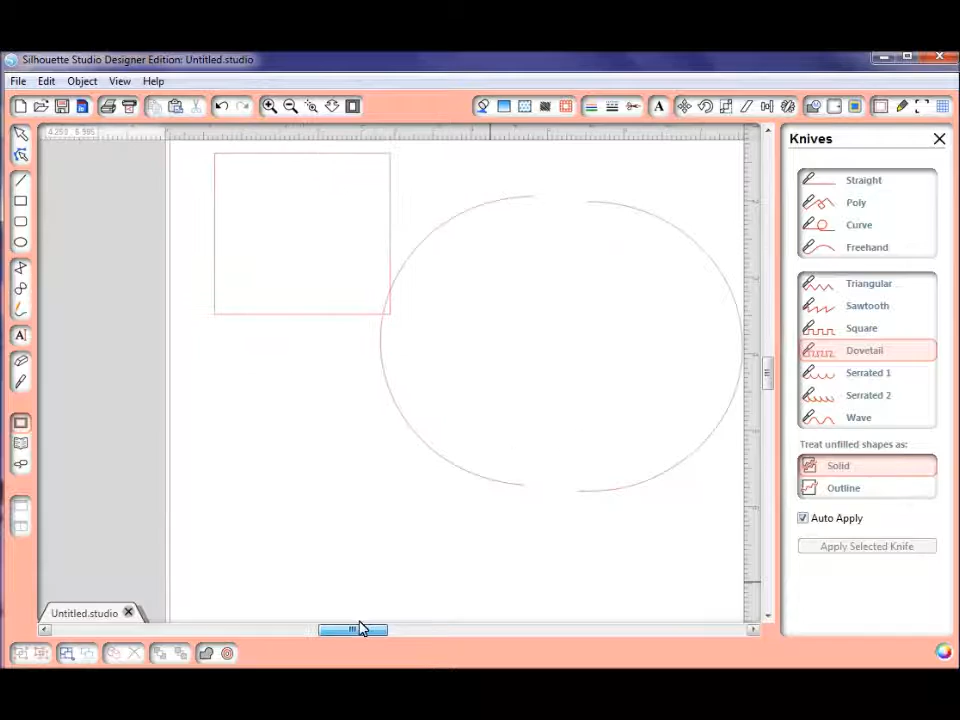 Silhouette Studio Designer Edition: Untitled.studio
File Edit Object View Help
Knives
Straight
Poly
Curve
Freehand
Triangular
Sawtooth
Square
Dovetail
Serrated 1
Serrated 2
Wave
Treat unfilled shapes as:
Solid
Outline
Auto Apply
Apply Selected Knife
Untitled.studio